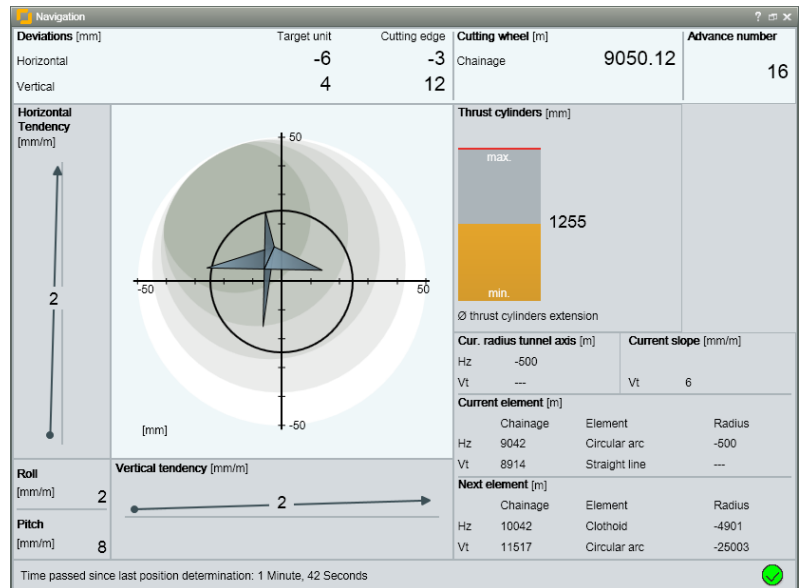 Navigation
Deviations [mm] Target unit Cutting edge
Horizontal -6 -3
Vertical 4 12
Cutting wheel [m]
Chainage 9050.12
Advance number
16
Horizontal
Tendency
[mm/m]
2
50
-50 50
-50
[mm]
Thrust cylinders [mm]
max.
1255
min.
Ø thrust cylinders extension
Cur. radius tunnel axis [m] Current slope [mm/m]
Hz -500
Vt --- Vt 6
Current element [m]
Chainage Element Radius
Hz 9042 Circular arc -500
Vt 8914 Straight line ---
Next element [m]
Chainage Element Radius
Hz 10042 Clothoid -4901
Vt 11517 Circular arc -25003
Roll
[mm/m] 2
Pitch
[mm/m] 8
Vertical tendency [mm/m]
2
Time passed since last position determination: 1 Minute, 42 Seconds